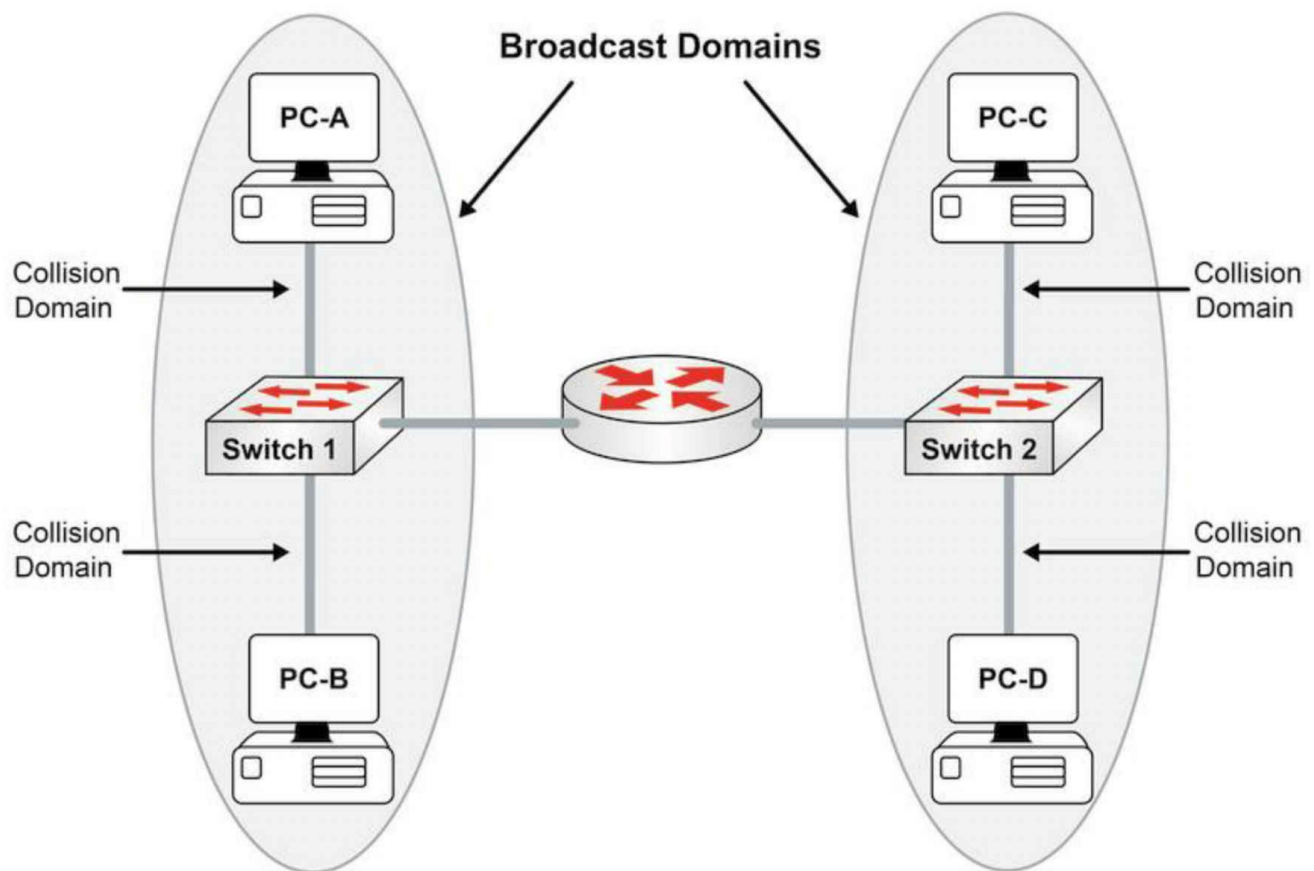 Broadcast Domains
PC-A
PC-C
Collision
Domain
Collision
Domain
Switch 1
Switch 2
Collision
Domain
Collision
Domain
PC-B
PC-D